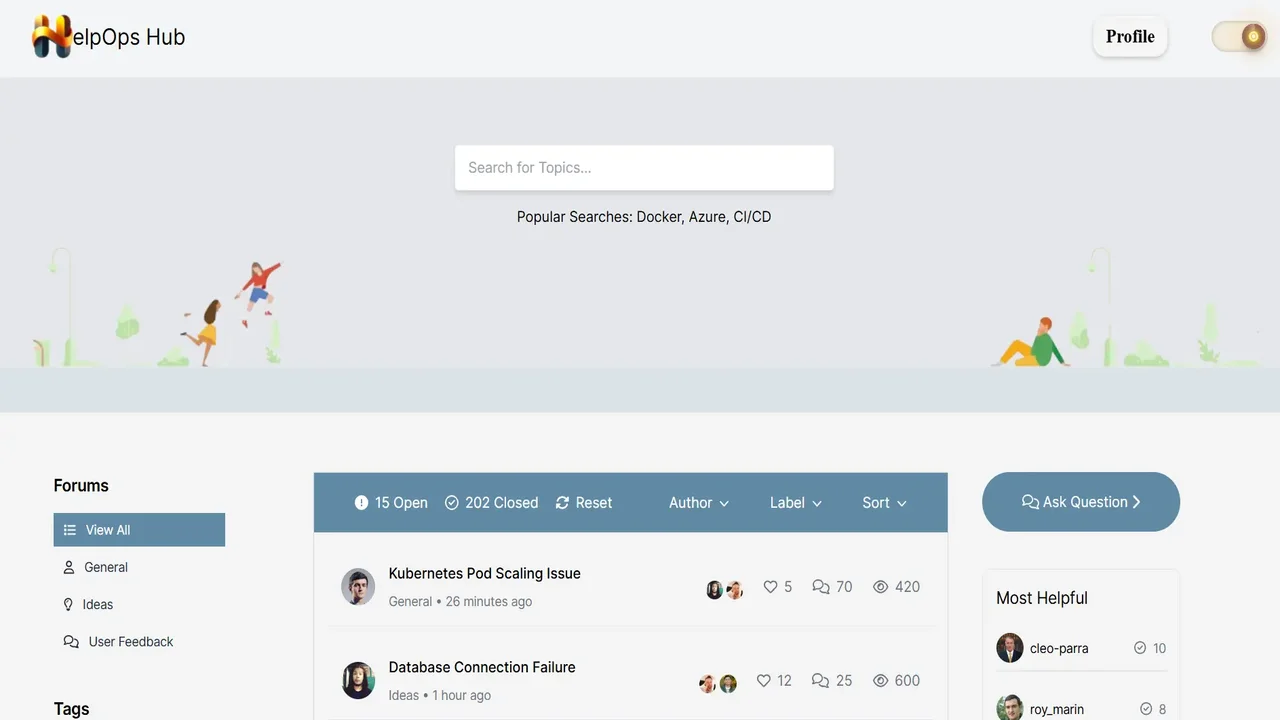 HelpOps Hub
Profile
Search for Topics...
Popular Searches: Docker, Azure, CI/CD
Forums
View All
General
Ideas
User Feedback
Tags
15 Open
202 Closed
Reset
Author
Label
Sort
Kubernetes Pod Scaling Issue
General • 26 minutes ago
5
70
420
Database Connection Failure
Ideas • 1 hour ago
12
25
600
Ask Question
Most Helpful
cleo-parra
10
roy_marin
8